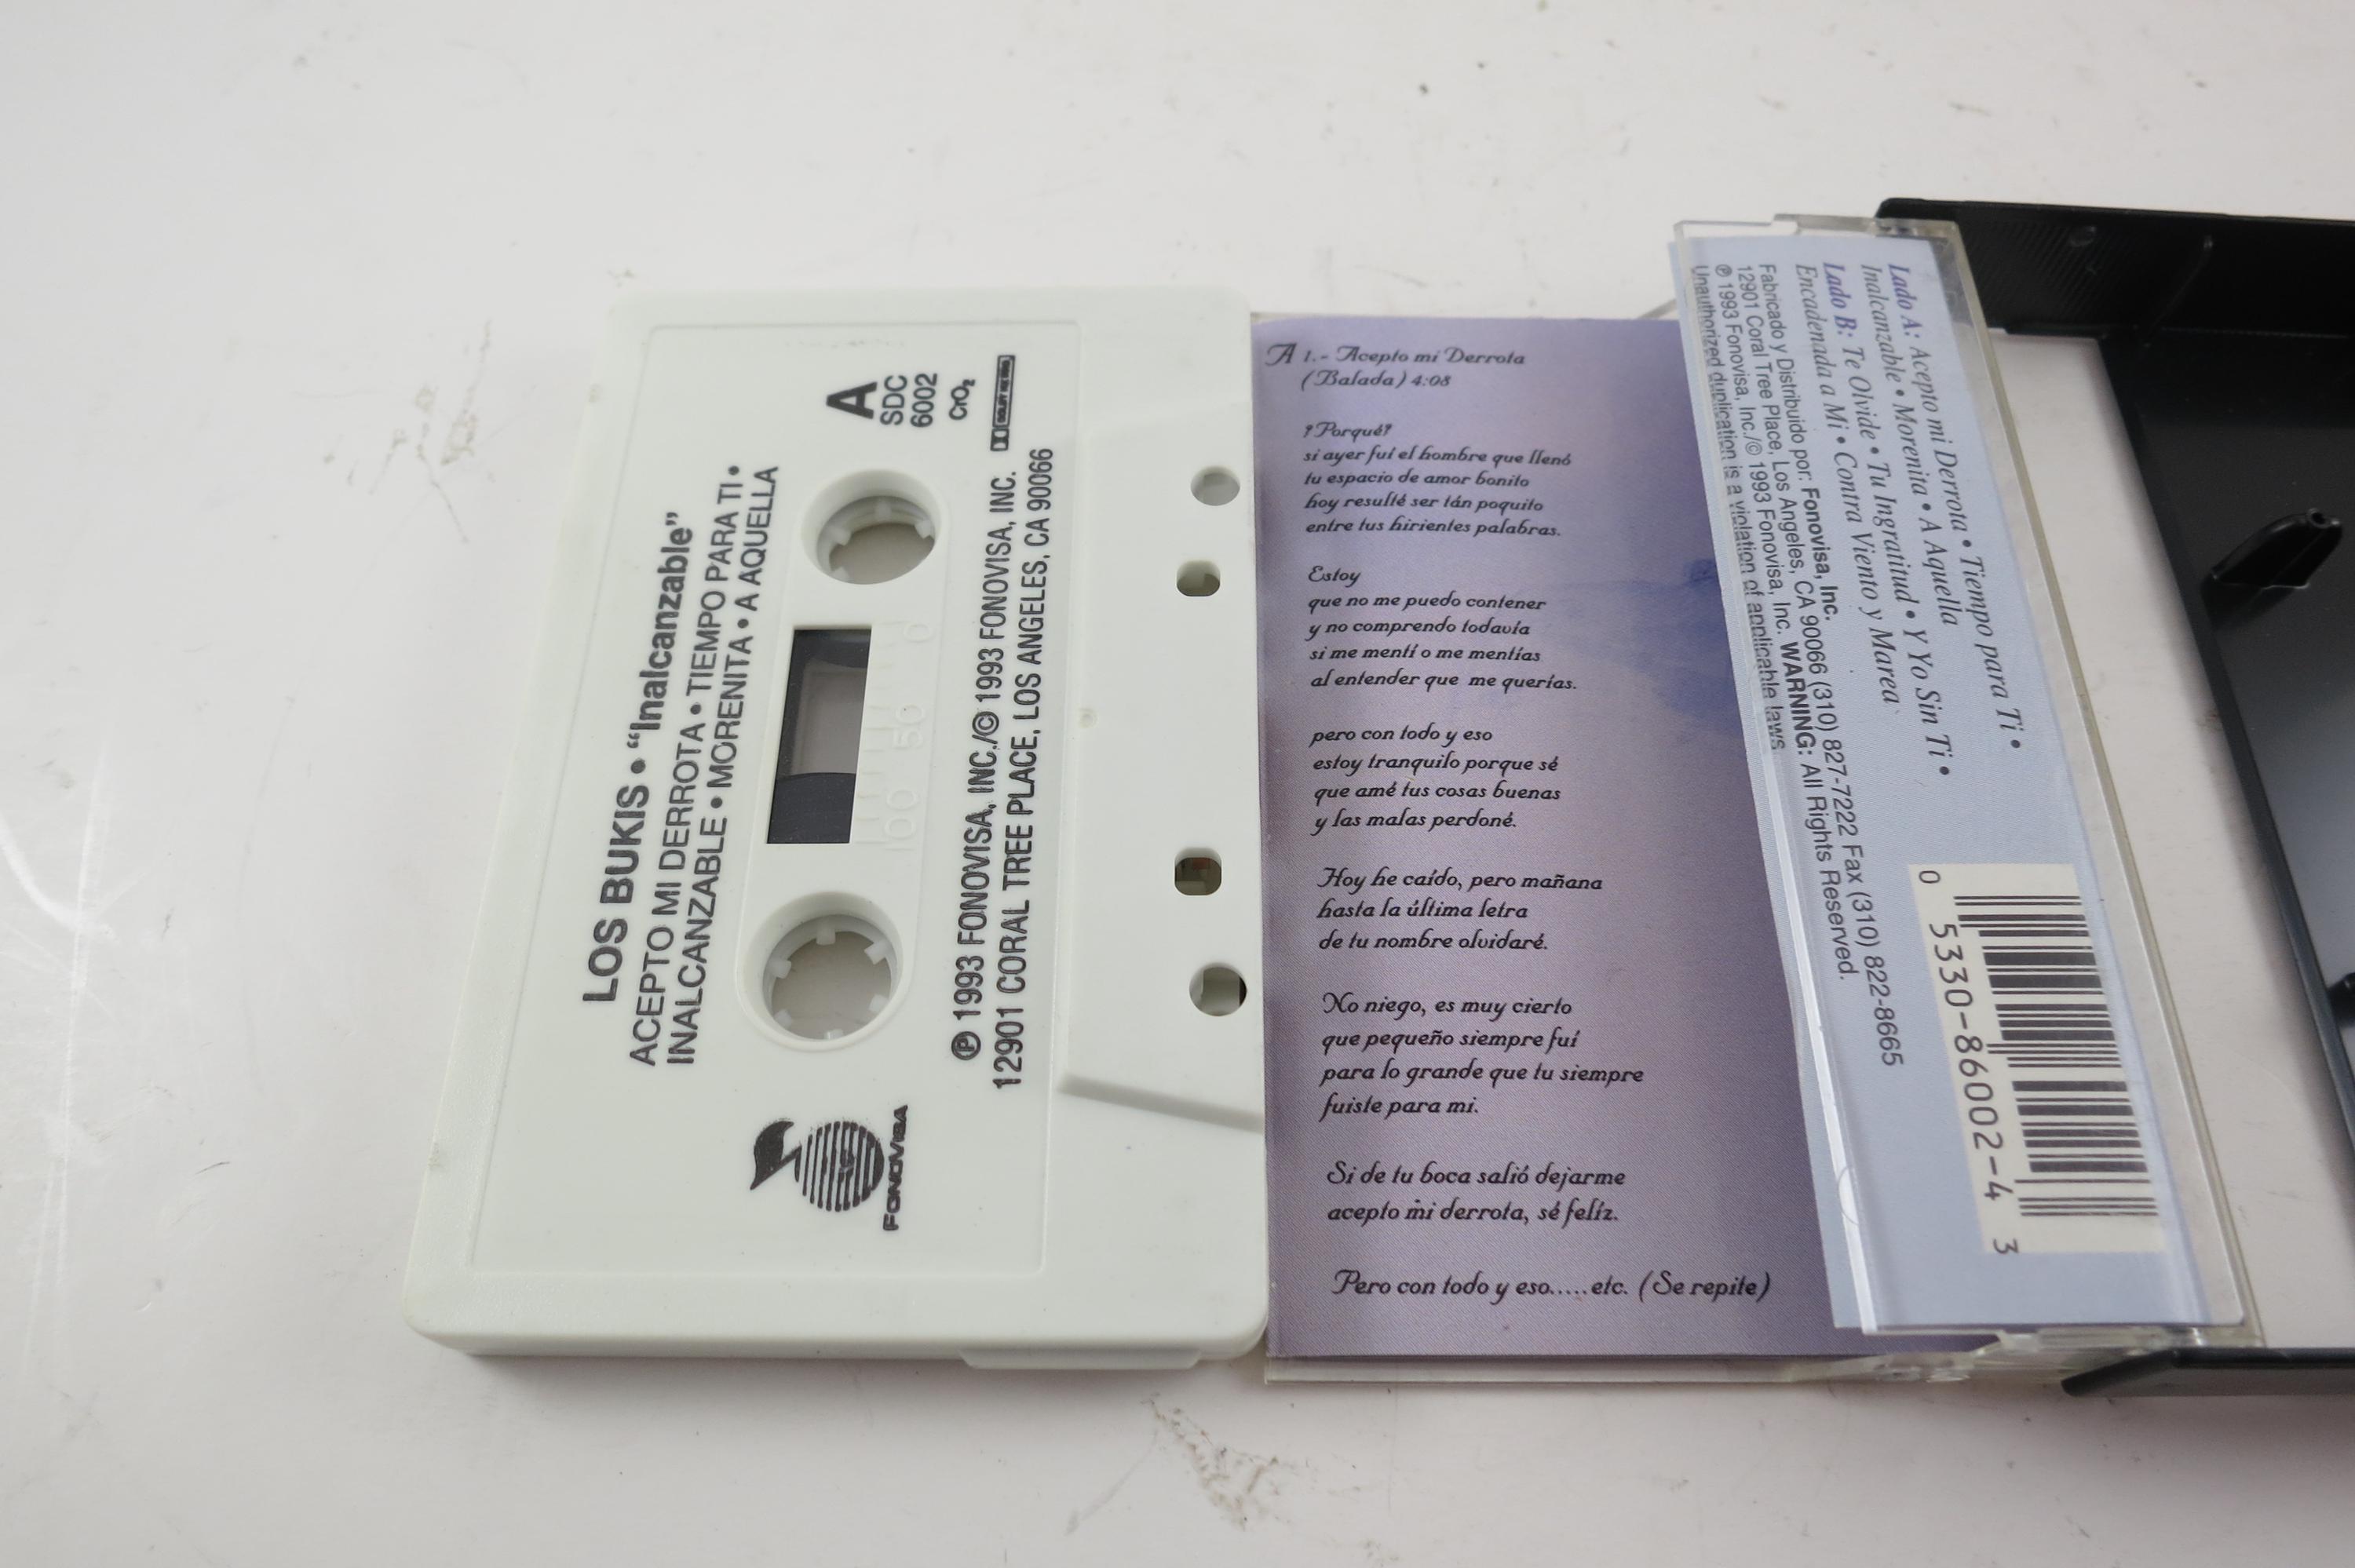 LOS BUKIS • “Inalcanzable”
ACEPTO MI DERROTA • TIEMPO PARA TI •
INALCANZABLE • MORENITA • A AQUELLA
A
SDC
6002
CrO₂
DOLBY HX PRO
100 50 0
FONOVISA
℗ 1993 FONOVISA, INC./© 1993 FONOVISA, INC.
12901 CORAL TREE PLACE, LOS ANGELES, CA 90066
A 1.- Acepto mi Derrota
(Balada) 4:08
?Porqué?
si ayer fuí el hombre que llenó
tu espacio de amor bonito
hoy resulté ser tán poquito
entre tus hirientes palabras.
Estoy
que no me puedo contener
y no comprendo todavía
si me mentí o me mentías
al entender que me querías.
pero con todo y eso
estoy tranquilo porque sé
que amé tus cosas buenas
y las malas perdoné.
Hoy he caído, pero mañana
hasta la última letra
de tu nombre olvidaré.
No niego, es muy cierto
que pequeño siempre fuí
para lo grande que tu siempre
fuiste para mi.
Si de tu boca salió dejarme
acepto mi derrota, sé felíz.
Pero con todo y eso.....etc. (Se repite)
Lado A: Acepto mi Derrota • Tiempo para Ti •
Inalcanzable • Morenita • A Aquella
Lado B: Te Olvide • Tu Ingratitud • Y Yo Sin Ti •
Encadenada a Mi • Contra Viento y Marea
Fabricado y Distribuido por: Fonovisa, Inc.
12901 Coral Tree Place, Los Angeles, CA 90066 (310) 827-7222 Fax (310) 822-8665
℗ 1993 Fonovisa, Inc./© 1993 Fonovisa, Inc. WARNING: All Rights Reserved.
Unauthorized duplication is a violation of applicable laws
0 5330-86002-4 3